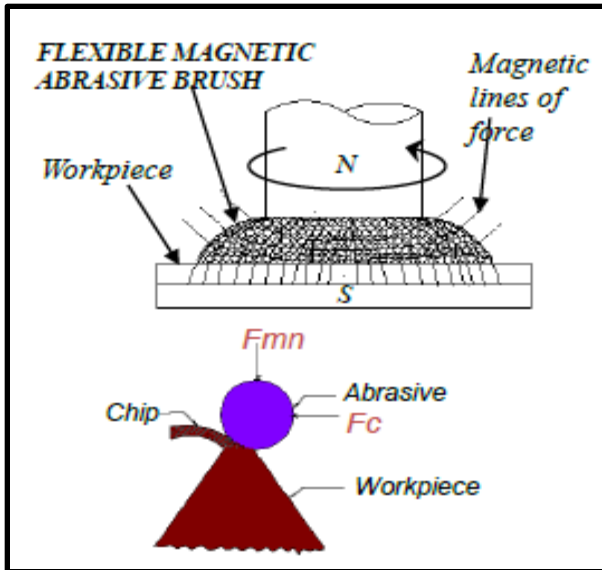 FLEXIBLE MAGNETIC
ABRASIVE BRUSH
Magnetic
lines of
force
Workpiece
N
S
Fmn
Abrasive
Chip
Fc
Workpiece